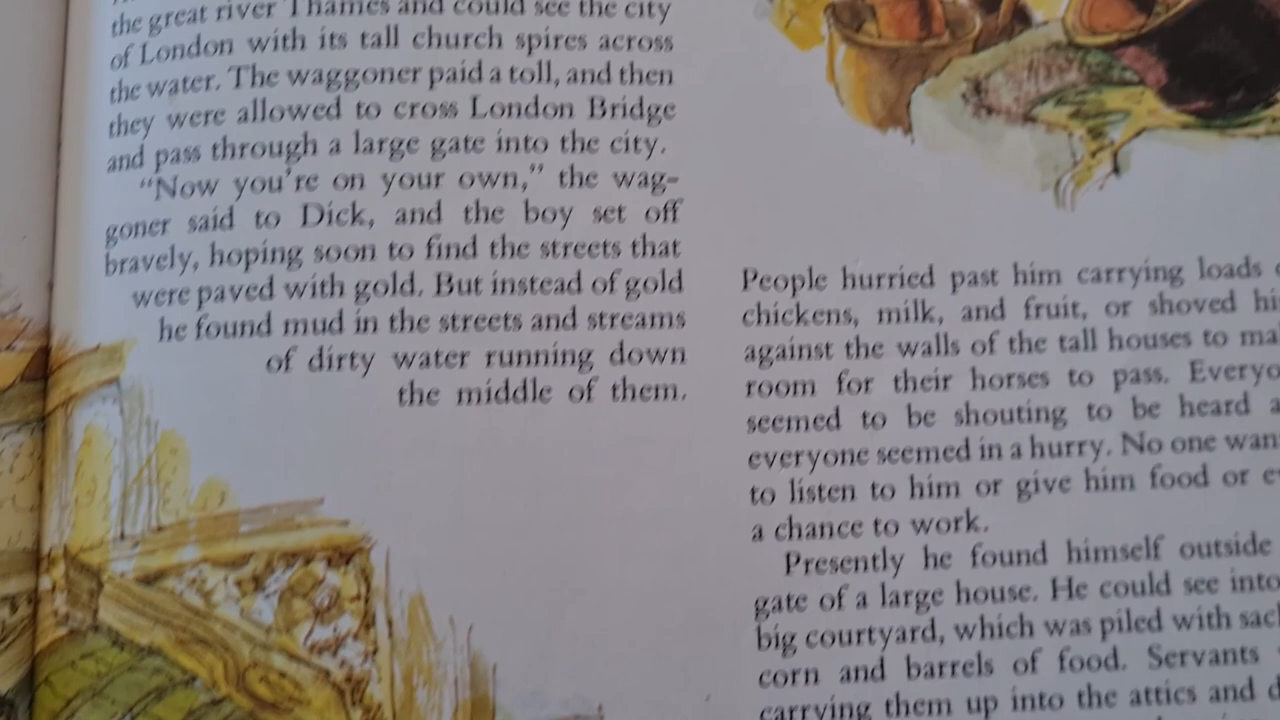 the great river Thames and could see the city
of London with its tall church spires across
the water. The waggoner paid a toll, and then
they were allowed to cross London Bridge
and pass through a large gate into the city.
“Now you’re on your own,” the wag-
goner said to Dick, and the boy set off
bravely, hoping soon to find the streets that
were paved with gold. But instead of gold
he found mud in the streets and streams
of dirty water running down
the middle of them.
People hurried past him carrying loads
chickens, milk, and fruit, or shoved
against the walls of the tall houses to
room for their horses to pass.
seemed to be shouting to be heard
everyone seemed in a hurry. No one
to listen to him or give him food or
a chance to work.
Presently he found himself outside
gate of a large house. He could see into
big courtyard, which was piled with
corn and barrels of food. Servants
carrying them up into the attics and